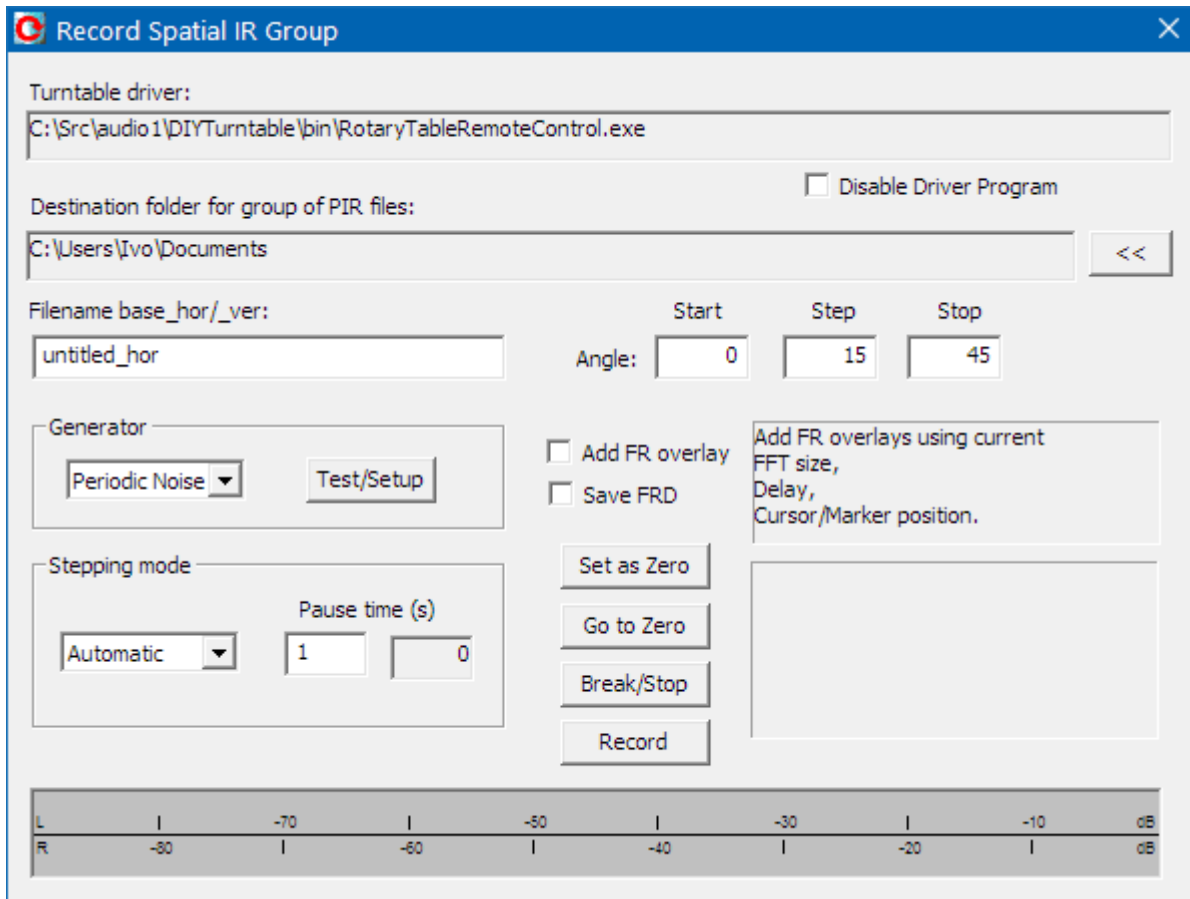 Record Spatial IR Group
Turntable driver:
C:\Src\audio1\DIYTurntable\bin\RotaryTableRemoteControl.exe
Disable Driver Program
Destination folder for group of PIR files:
C:\Users\Ivo\Documents
<<
Filename base_hor/_ver:
Start Step Stop
untitled_hor
Angle: 0 15 45
Generator
Periodic Noise
Test/Setup
Add FR overlay
Save FRD
Add FR overlays using current
FFT size,
Delay,
Cursor/Marker position.
Stepping mode
Pause time (s)
Automatic
1
0
Set as Zero
Go to Zero
Break/Stop
Record
L -70 -50 -30 -10 dB
R -80 -60 -40 -20 dB